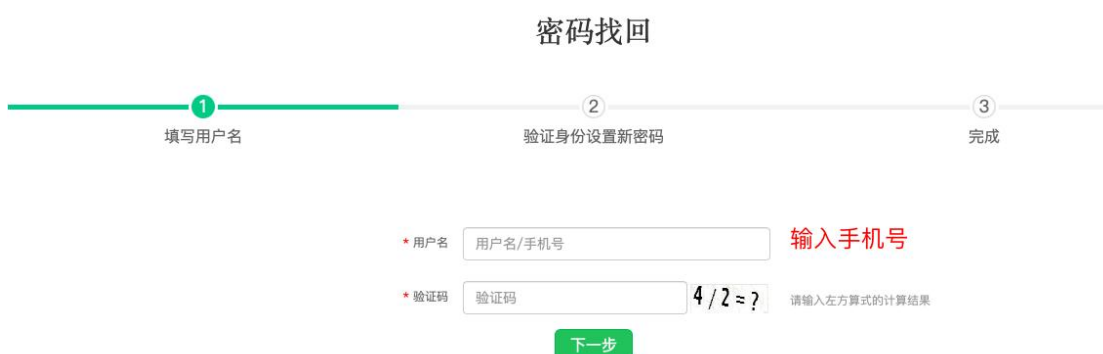 密码找回
1 2 3
填写用户名 验证身份设置新密码 完成
* 用户名 用户名/手机号 输入手机号
* 验证码 验证码 4/2=? 请输入左方算式的计算结果
下一步